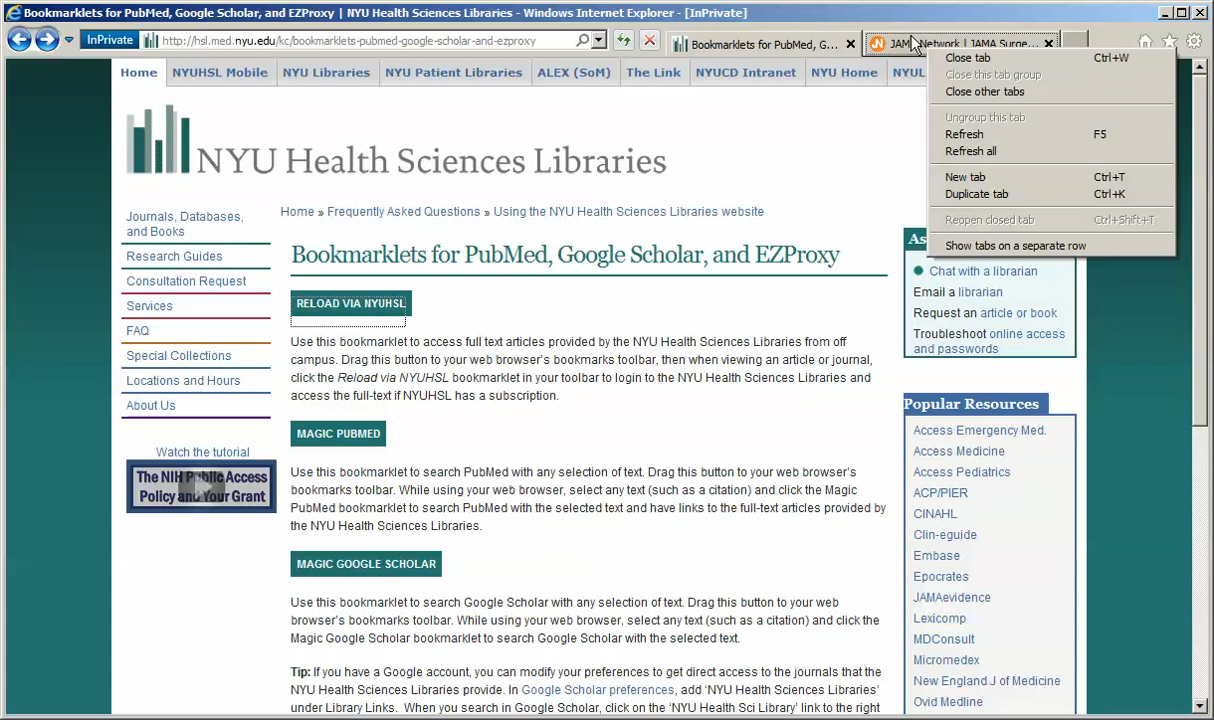 Bookmarklets for PubMed, Google Scholar, and EZProxy | NYU Health Sciences Libraries - Windows Internet Explorer - [InPrivate]
InPrivate http://hsl.med.nyu.edu/kc/bookmarklets-pubmed-google-scholar-and-ezproxy
Bookmarklets for PubMed, G...
JAMA Network | JAMA Surge...
Home NYUHSL Mobile NYU Libraries NYU Patient Libraries ALEX (SoM) The Link NYUCD Intranet NYU Home NYUL
Close tab Ctrl+W
Close this tab group
Close other tabs
Ungroup this tab
Refresh F5
Refresh all
New tab Ctrl+T
Duplicate tab Ctrl+K
Reopen closed tab Ctrl+Shift+T
Show tabs on a separate row
NYU Health Sciences Libraries
Home » Frequently Asked Questions » Using the NYU Health Sciences Libraries website
Journals, Databases,
and Books
Research Guides
Consultation Request
Services
FAQ
Special Collections
Locations and Hours
About Us
Watch the tutorial
The NIH Public Access
Policy and Your Grant
Bookmarklets for PubMed, Google Scholar, and EZProxy
RELOAD VIA NYUHSL
Use this bookmarklet to access full text articles provided by the NYU Health Sciences Libraries from off
campus. Drag this button to your web browser's bookmarks toolbar, then when viewing an article or journal,
click the Reload via NYUHSL bookmarklet in your toolbar to login to the NYU Health Sciences Libraries and
access the full-text if NYUHSL has a subscription.
MAGIC PUBMED
Use this bookmarklet to search PubMed with any selection of text. Drag this button to your web browser's
bookmarks toolbar. While using your web browser, select any text (such as a citation) and click the Magic
PubMed bookmarklet to search PubMed with the selected text and have links to the full-text articles provided by
the NYU Health Sciences Libraries.
MAGIC GOOGLE SCHOLAR
Use this bookmarklet to search Google Scholar with any selection of text. Drag this button to your web
browser's bookmarks toolbar. While using your web browser, select any text (such as a citation) and click the
Magic Google Scholar bookmarklet to search Google Scholar with the selected text.
Tip: If you have a Google account, you can modify your preferences to get direct access to the journals that the
NYU Health Sciences Libraries provide. In Google Scholar preferences, add 'NYU Health Sciences Libraries'
under Library Links. When you search in Google Scholar, click on the 'NYU Health Sci Library' link to the right
As
Chat with a librarian
Email a librarian
Request an article or book
Troubleshoot online access
and passwords
Popular Resources
Access Emergency Med.
Access Medicine
Access Pediatrics
ACP/PIER
CINAHL
Clin-eguide
Embase
Epocrates
JAMAevidence
Lexicomp
MDConsult
Micromedex
New England J of Medicine
Ovid Medline